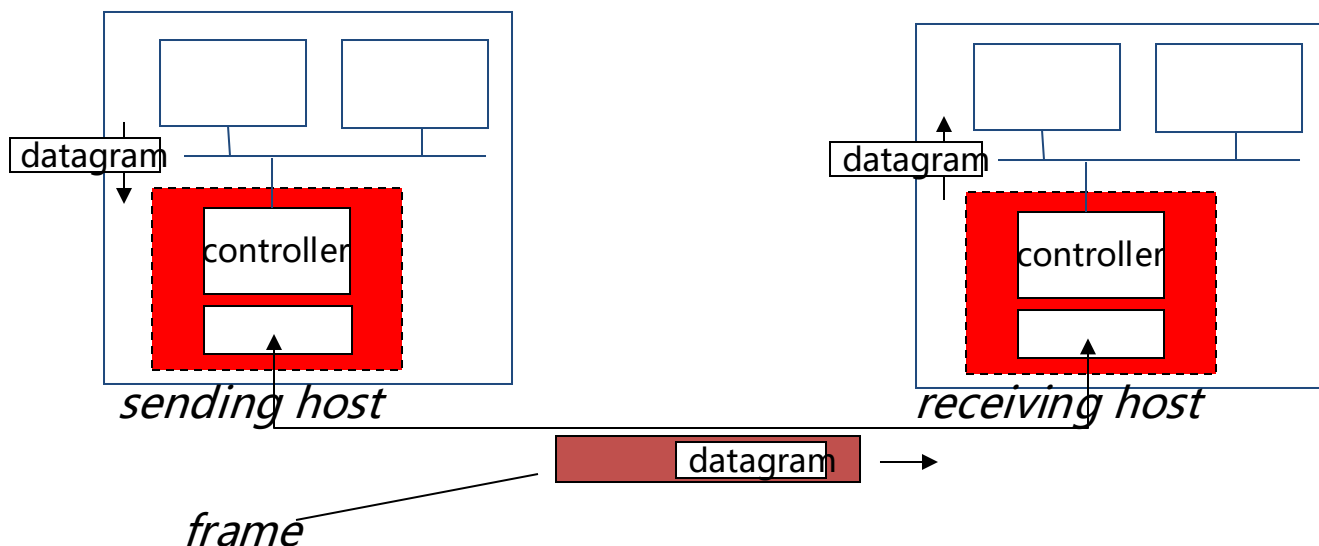 datagram
datagram
controller
controller
sending host
receiving host
datagram
frame